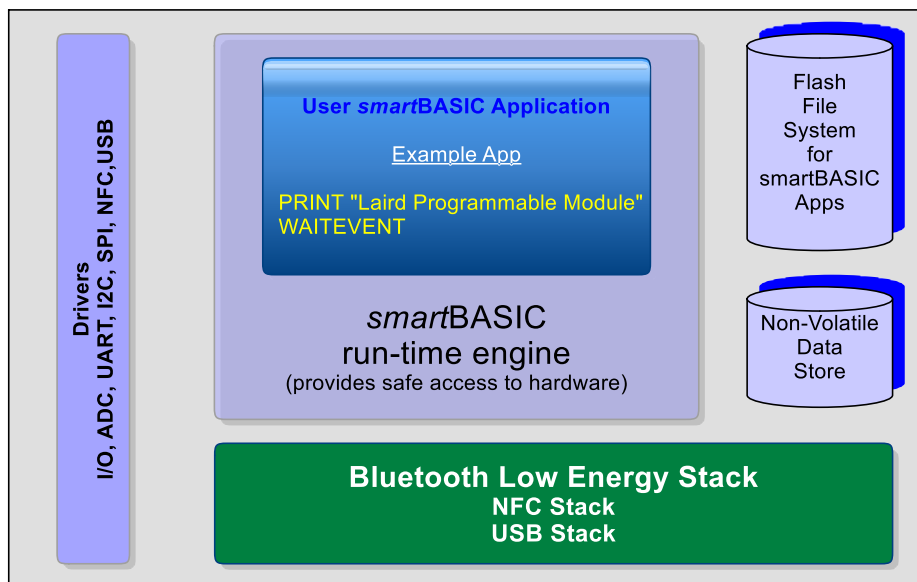 Drivers
I/O, ADC, UART, I2C, SPI, NFC,USB
User smartBASIC Application
Example App
PRINT "Laird Programmable Module"
WAITEVENT
smartBASIC
run-time engine
(provides safe access to hardware)
Flash
File
System
for
smartBASIC
Apps
Non-Volatile
Data
Store
Bluetooth Low Energy Stack
NFC Stack
USB Stack